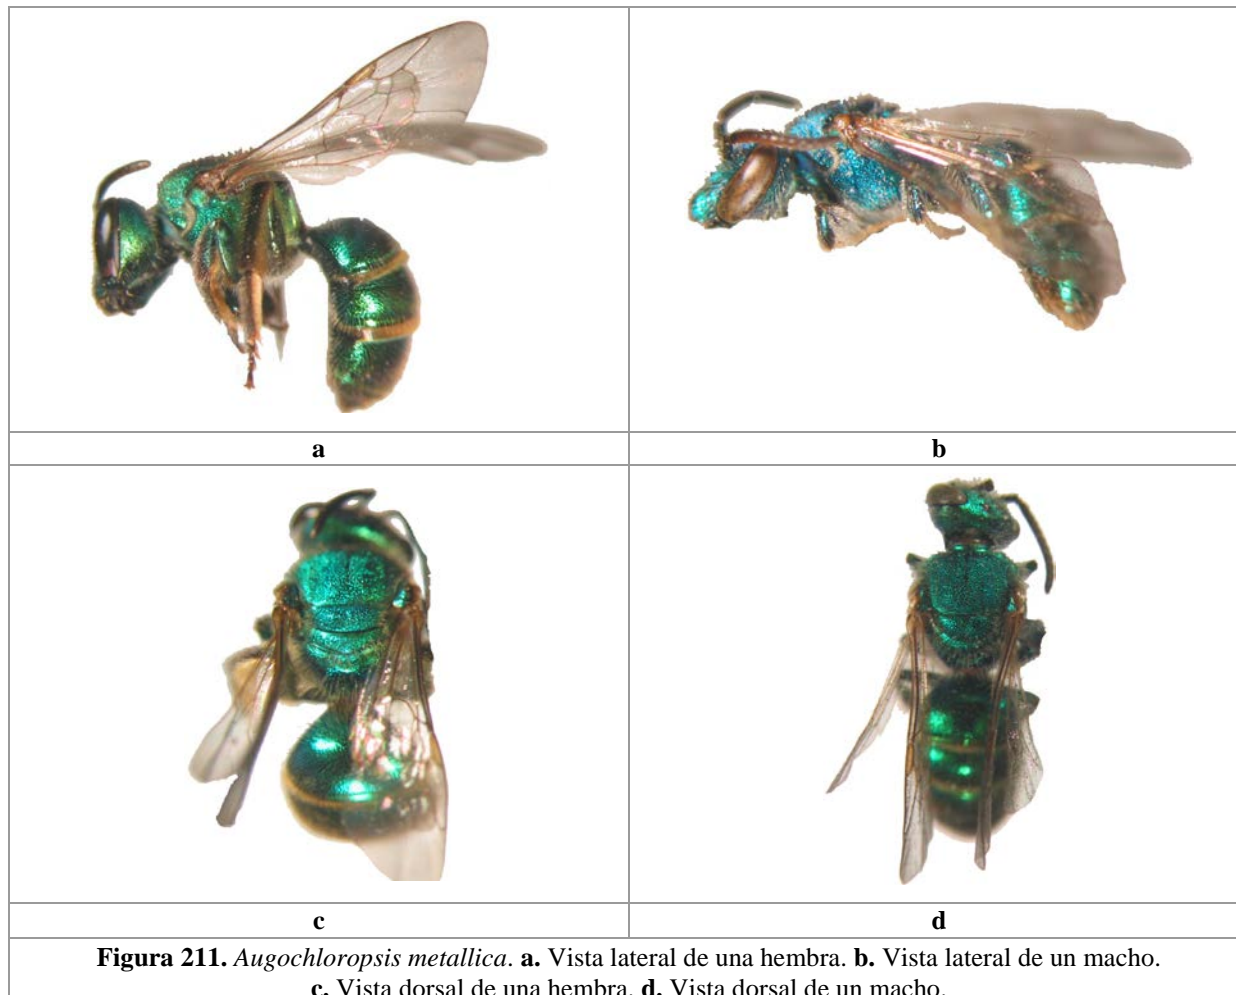 a
b
c
d
Figura 211. Augochloropsis metallica. a. Vista lateral de una hembra. b. Vista lateral de un macho.
c. Vista dorsal de una hembra. d. Vista dorsal de un macho.